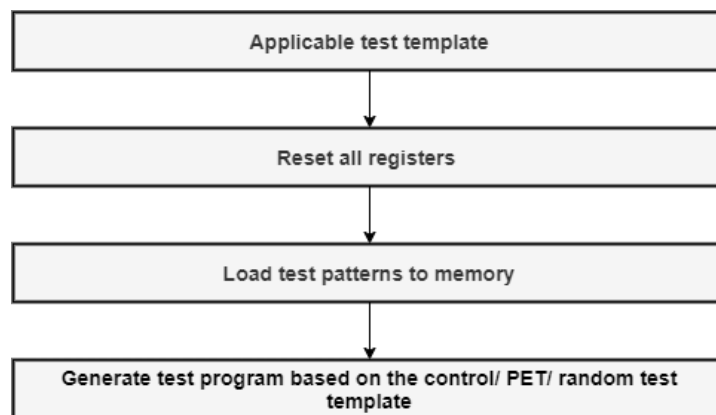 Applicable test template
Reset all registers
Load test patterns to memory
Generate test program based on the control/ PET/ random test
template